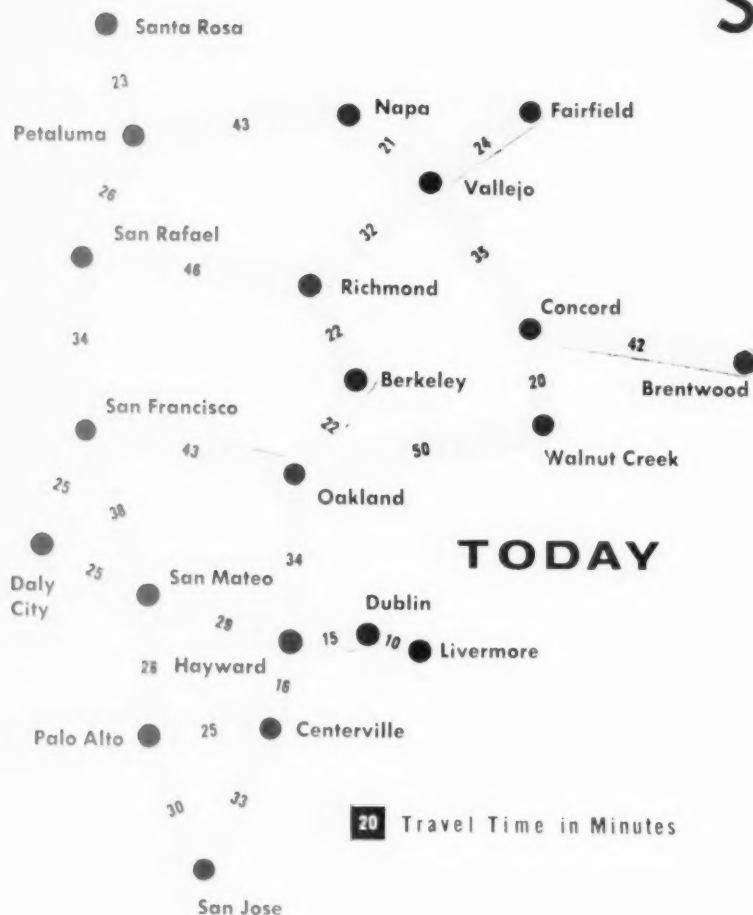 S
Santa Rosa
23
Napa
Fairfield
Petaluma
43
21
24
Vallejo
26
San Rafael
32
35
46
Richmond
Concord
34
22
42
Berkeley
20
Brentwood
San Francisco
22
43
50
Walnut Creek
Oakland
25
38
TODAY
34
Daly
City
25
San Mateo
Dublin
28
15
10
Livermore
26
Hayward
16
Palo Alto
25
Centerville
30
33
20 Travel Time in Minutes
San Jose